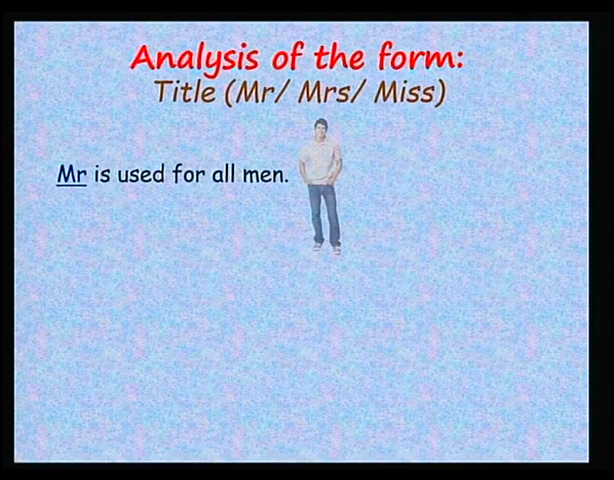 Analysis of the form:
Title (Mr/ Mrs/ Miss)
Mr is used for all men.